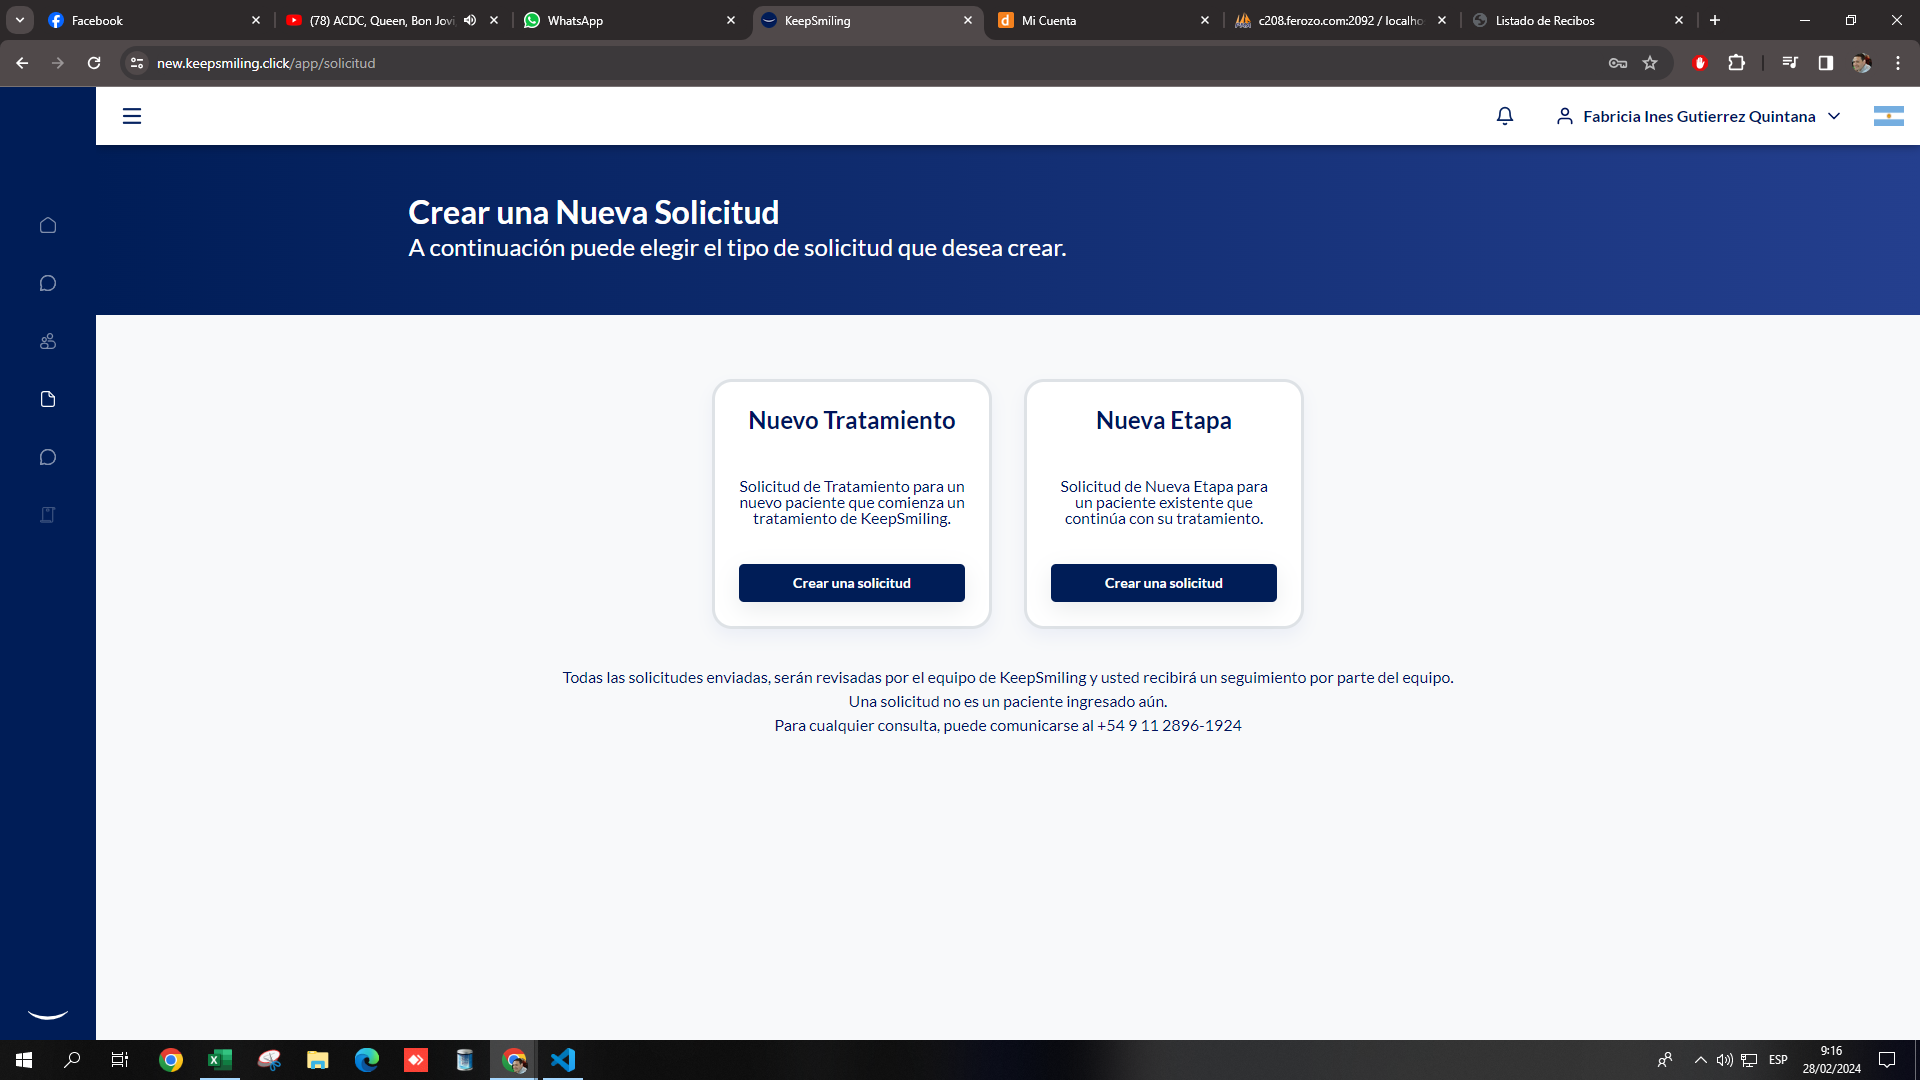 Facebook
(78) ACDC, Queen, Bon Jovi,
WhatsApp
KeepSmiling
Mi Cuenta
c208.ferozo.com:2092 / localho
Listado de Recibos
new.keepsmiling.click/app/solicitud
Fabricia Ines Gutierrez Quintana
Crear una Nueva Solicitud
A continuación puede elegir el tipo de solicitud que desea crear.
Nuevo Tratamiento
Solicitud de Tratamiento para un
nuevo paciente que comienza un
tratamiento de KeepSmiling.
Crear una solicitud
Nueva Etapa
Solicitud de Nueva Etapa para
un paciente existente que
continúa con su tratamiento.
Crear una solicitud
Todas las solicitudes enviadas, serán revisadas por el equipo de KeepSmiling y usted recibirá un seguimiento por parte del equipo.
Una solicitud no es un paciente ingresado aún.
Para cualquier consulta, puede comunicarse al +54 9 11 2896-1924
ESP
9:16
28/02/2024